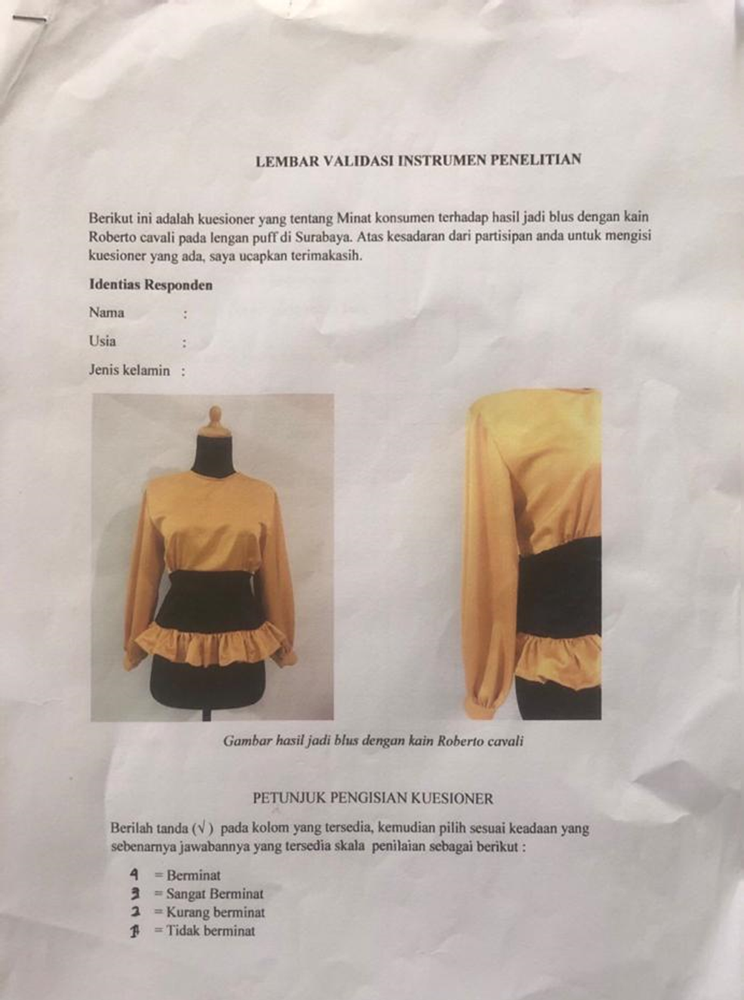 LEMBAR VALIDASI INSTRUMEN PENELITIAN
Berikut ini adalah kuesioner yang tentang Minat konsumen terhadap hasil jadi blus dengan kain
Roberto cavali pada lengan puff di Surabaya. Atas kesadaran dari partisipan anda untuk mengisi
kuesioner yang ada, saya ucapkan terimakasih.
Identias Responden
Nama :
Usia :
Jenis kelamin :
Gambar hasil jadi blus dengan kain Roberto cavali
PETUNJUK PENGISIAN KUESIONER
Berilah tanda (√ ) pada kolom yang tersedia, kemudian pilih sesuai keadaan yang
sebenarnya jawabannya yang tersedia skala penilaian sebagai berikut :
4 = Berminat
3 = Sangat Berminat
2 = Kurang berminat
1 = Tidak berminat